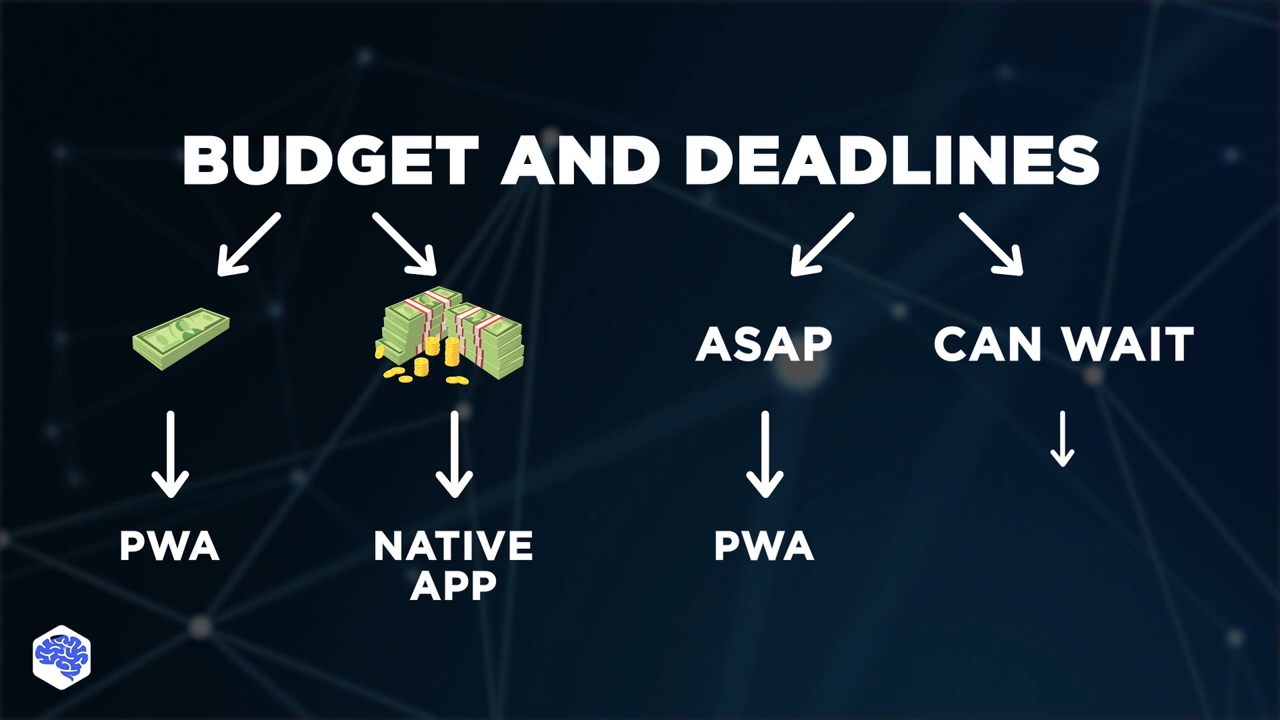 BUDGET AND DEADLINES
ASAP
CAN WAIT
PWA
NATIVE
APP
PWA